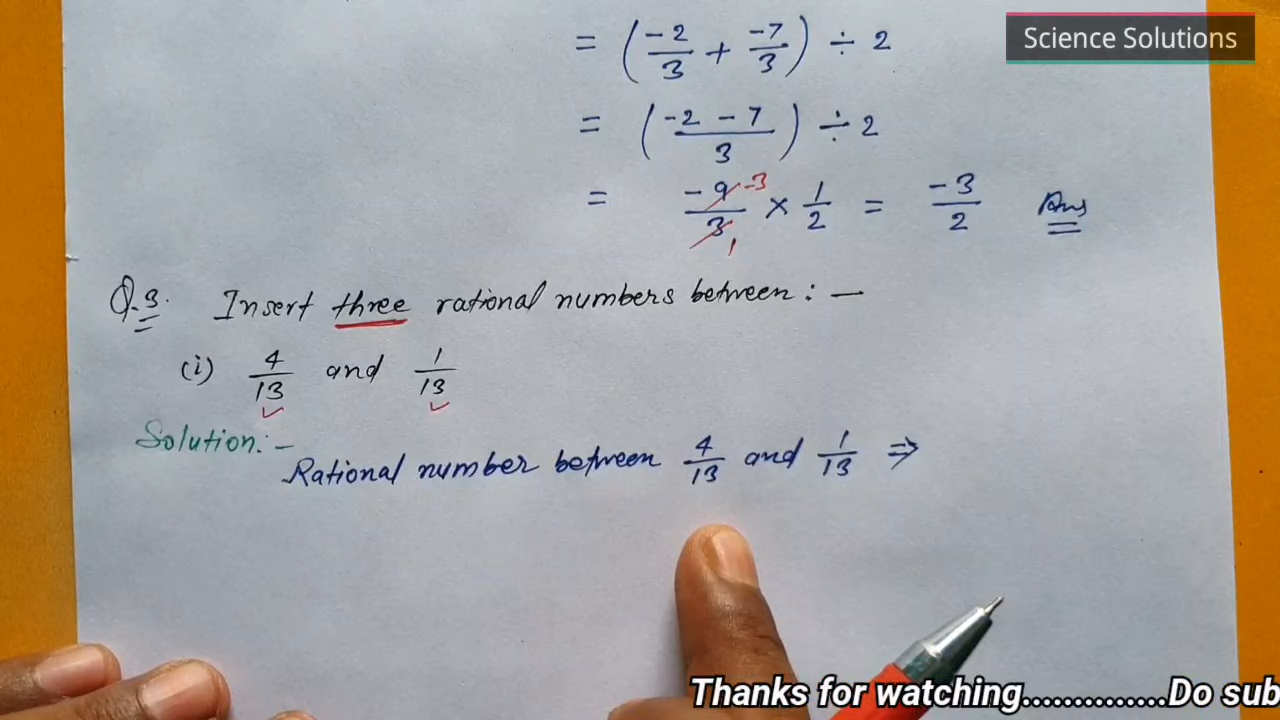 Science Solutions
= (-2/3 + -7/3) ÷ 2
= (-2 - 7/3) ÷ 2
= -9/3 -3 1 × 1/2 = -3/2 Ans
Q.3. Insert three rational numbers between : —
(i) 4/13 and 1/13
Solution:-
Rational number between 4/13 and 1/13 ⇒
Thanks for watching..............Do sub